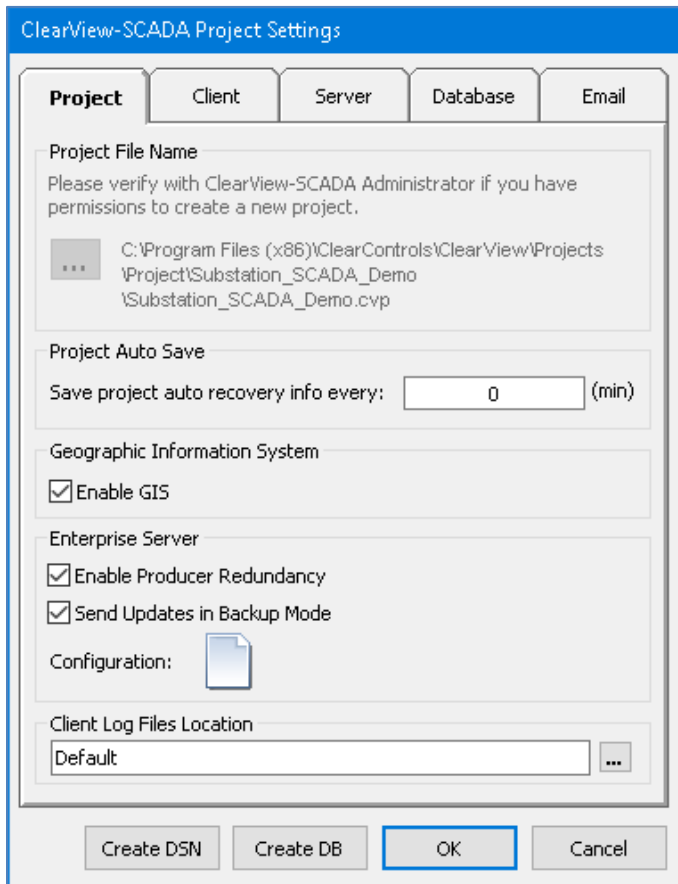 ClearView-SCADA Project Settings
Project Client Server Database Email
Project File Name
Please verify with ClearView-SCADA Administrator if you have
permissions to create a new project.
... C:\Program Files (x86)\ClearControls\ClearView\Projects
\Project\Substation_SCADA_Demo
\Substation_SCADA_Demo.cvp
Project Auto Save
Save project auto recovery info every: 0 (min)
Geographic Information System
Enable GIS
Enterprise Server
Enable Producer Redundancy
Send Updates in Backup Mode
Configuration:
Client Log Files Location
Default ...
Create DSN Create DB OK Cancel